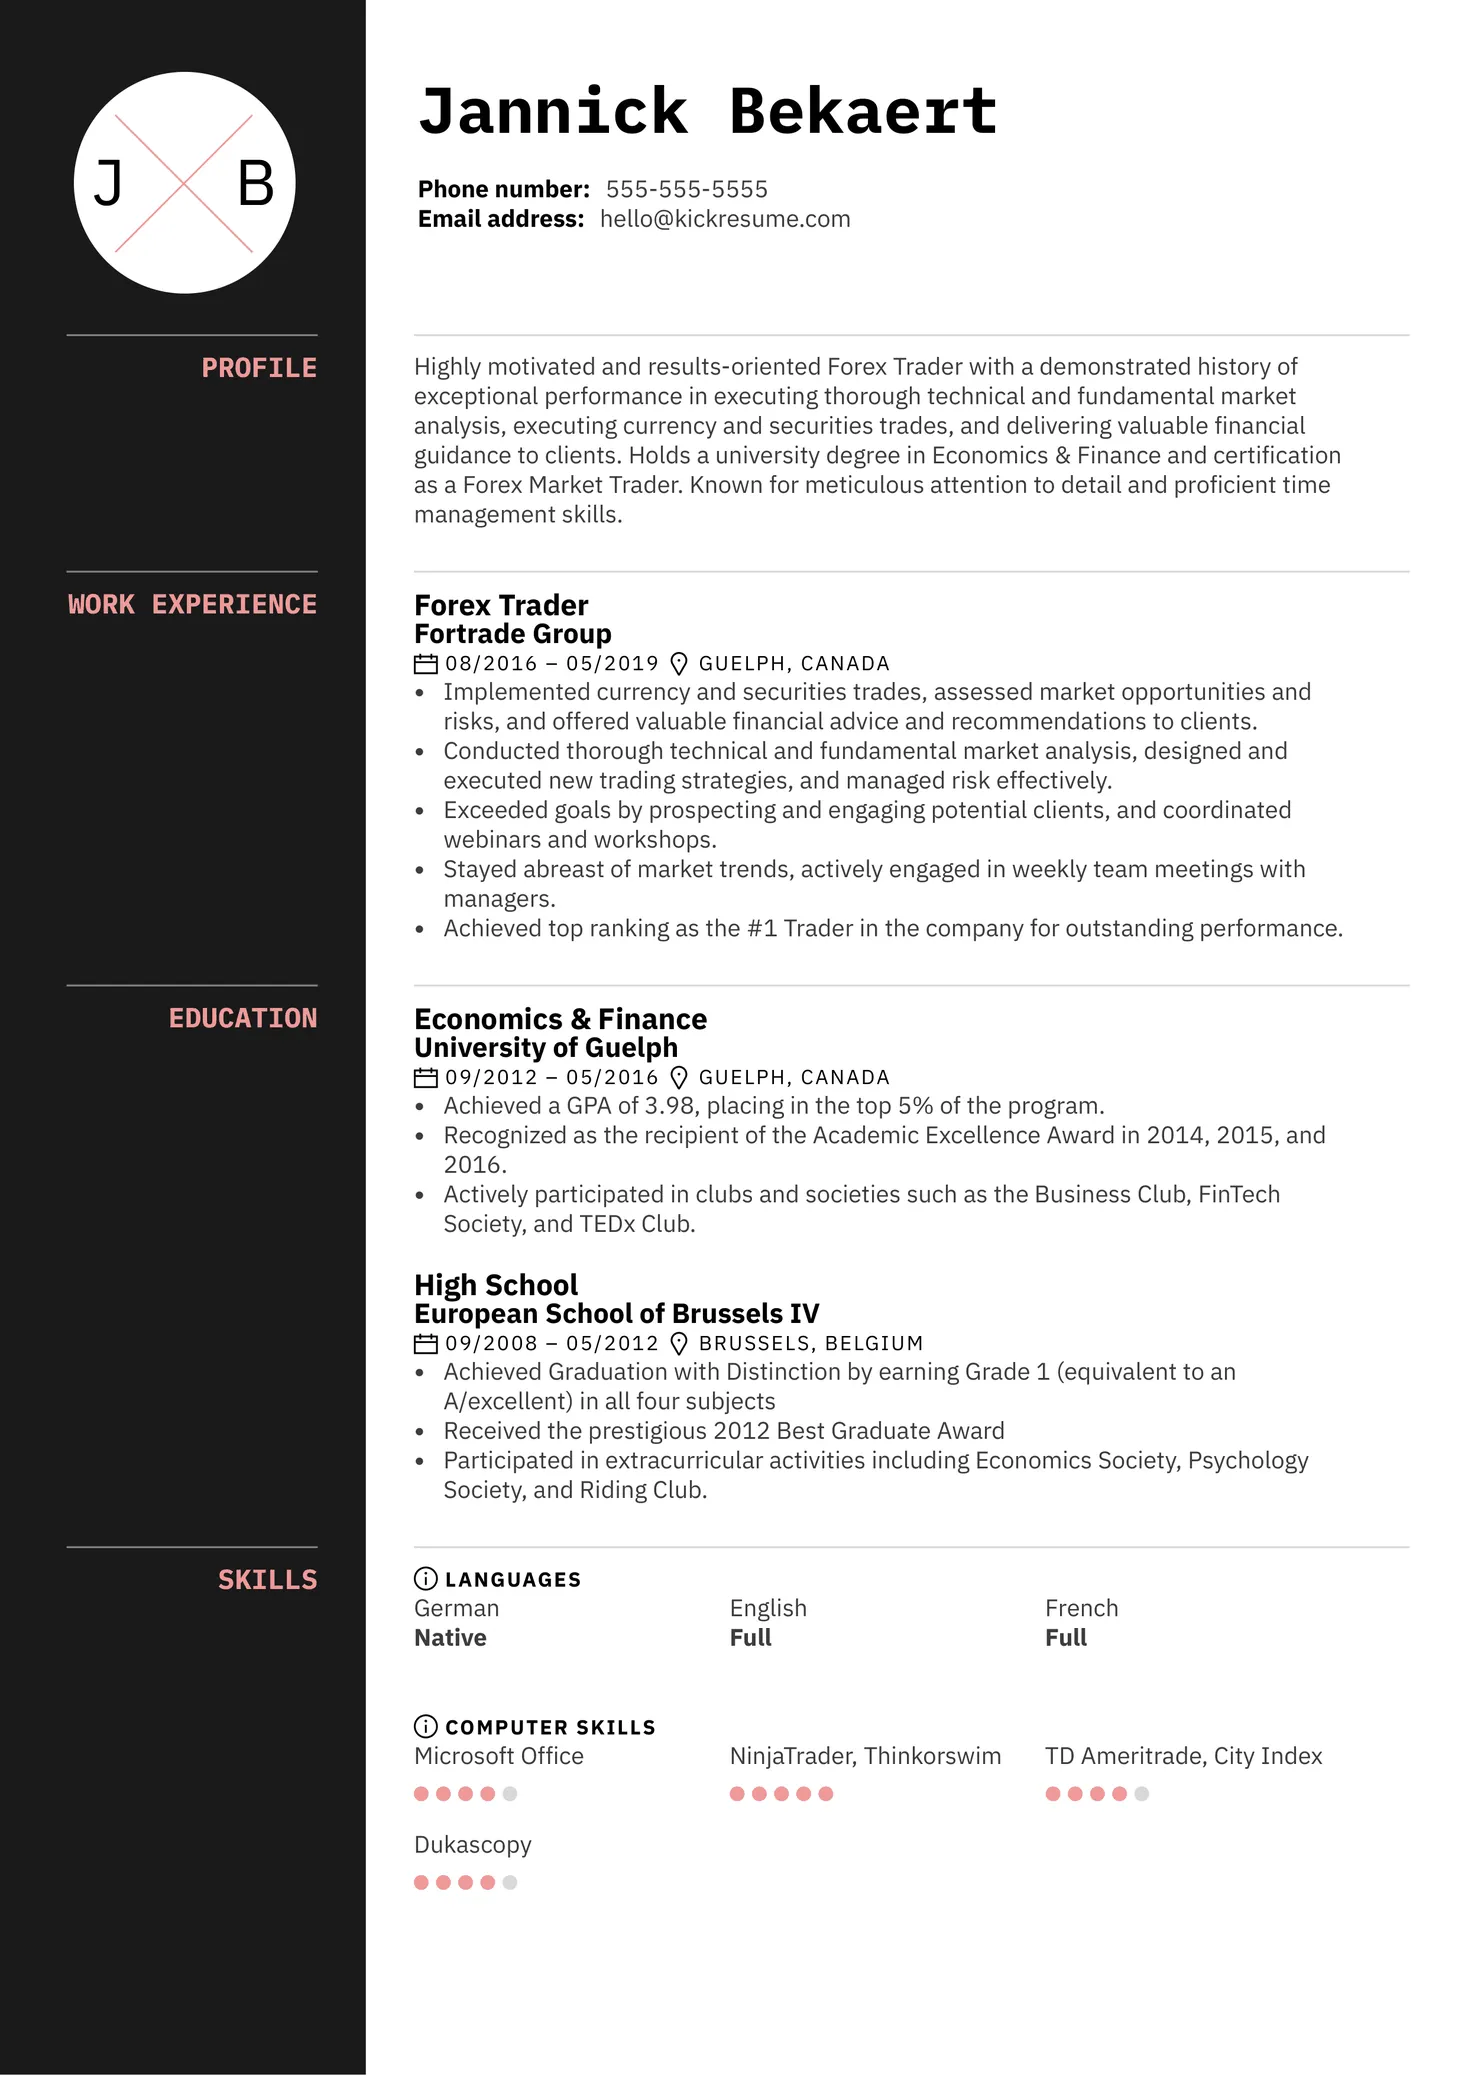 J B
Jannick Bekaert
Phone number: 555-555-5555
Email address: hello@kickresume.com
PROFILE
Highly motivated and results-oriented Forex Trader with a demonstrated history of
exceptional performance in executing thorough technical and fundamental market
analysis, executing currency and securities trades, and delivering valuable financial
guidance to clients. Holds a university degree in Economics & Finance and certification
as a Forex Market Trader. Known for meticulous attention to detail and proficient time
management skills.
WORK EXPERIENCE
Forex Trader
Fortrade Group
08/2016 – 05/2019 GUELPH, CANADA
• Implemented currency and securities trades, assessed market opportunities and
risks, and offered valuable financial advice and recommendations to clients.
• Conducted thorough technical and fundamental market analysis, designed and
executed new trading strategies, and managed risk effectively.
• Exceeded goals by prospecting and engaging potential clients, and coordinated
webinars and workshops.
• Stayed abreast of market trends, actively engaged in weekly team meetings with
managers.
• Achieved top ranking as the #1 Trader in the company for outstanding performance.
EDUCATION
Economics & Finance
University of Guelph
09/2012 – 05/2016 GUELPH, CANADA
• Achieved a GPA of 3.98, placing in the top 5% of the program.
• Recognized as the recipient of the Academic Excellence Award in 2014, 2015, and
2016.
• Actively participated in clubs and societies such as the Business Club, FinTech
Society, and TEDx Club.
High School
European School of Brussels IV
09/2008 – 05/2012 BRUSSELS, BELGIUM
• Achieved Graduation with Distinction by earning Grade 1 (equivalent to an
A/excellent) in all four subjects
• Received the prestigious 2012 Best Graduate Award
• Participated in extracurricular activities including Economics Society, Psychology
Society, and Riding Club.
SKILLS
LANGUAGES
German English French
Native Full Full
COMPUTER SKILLS
Microsoft Office NinjaTrader, Thinkorswim TD Ameritrade, City Index
Dukascopy